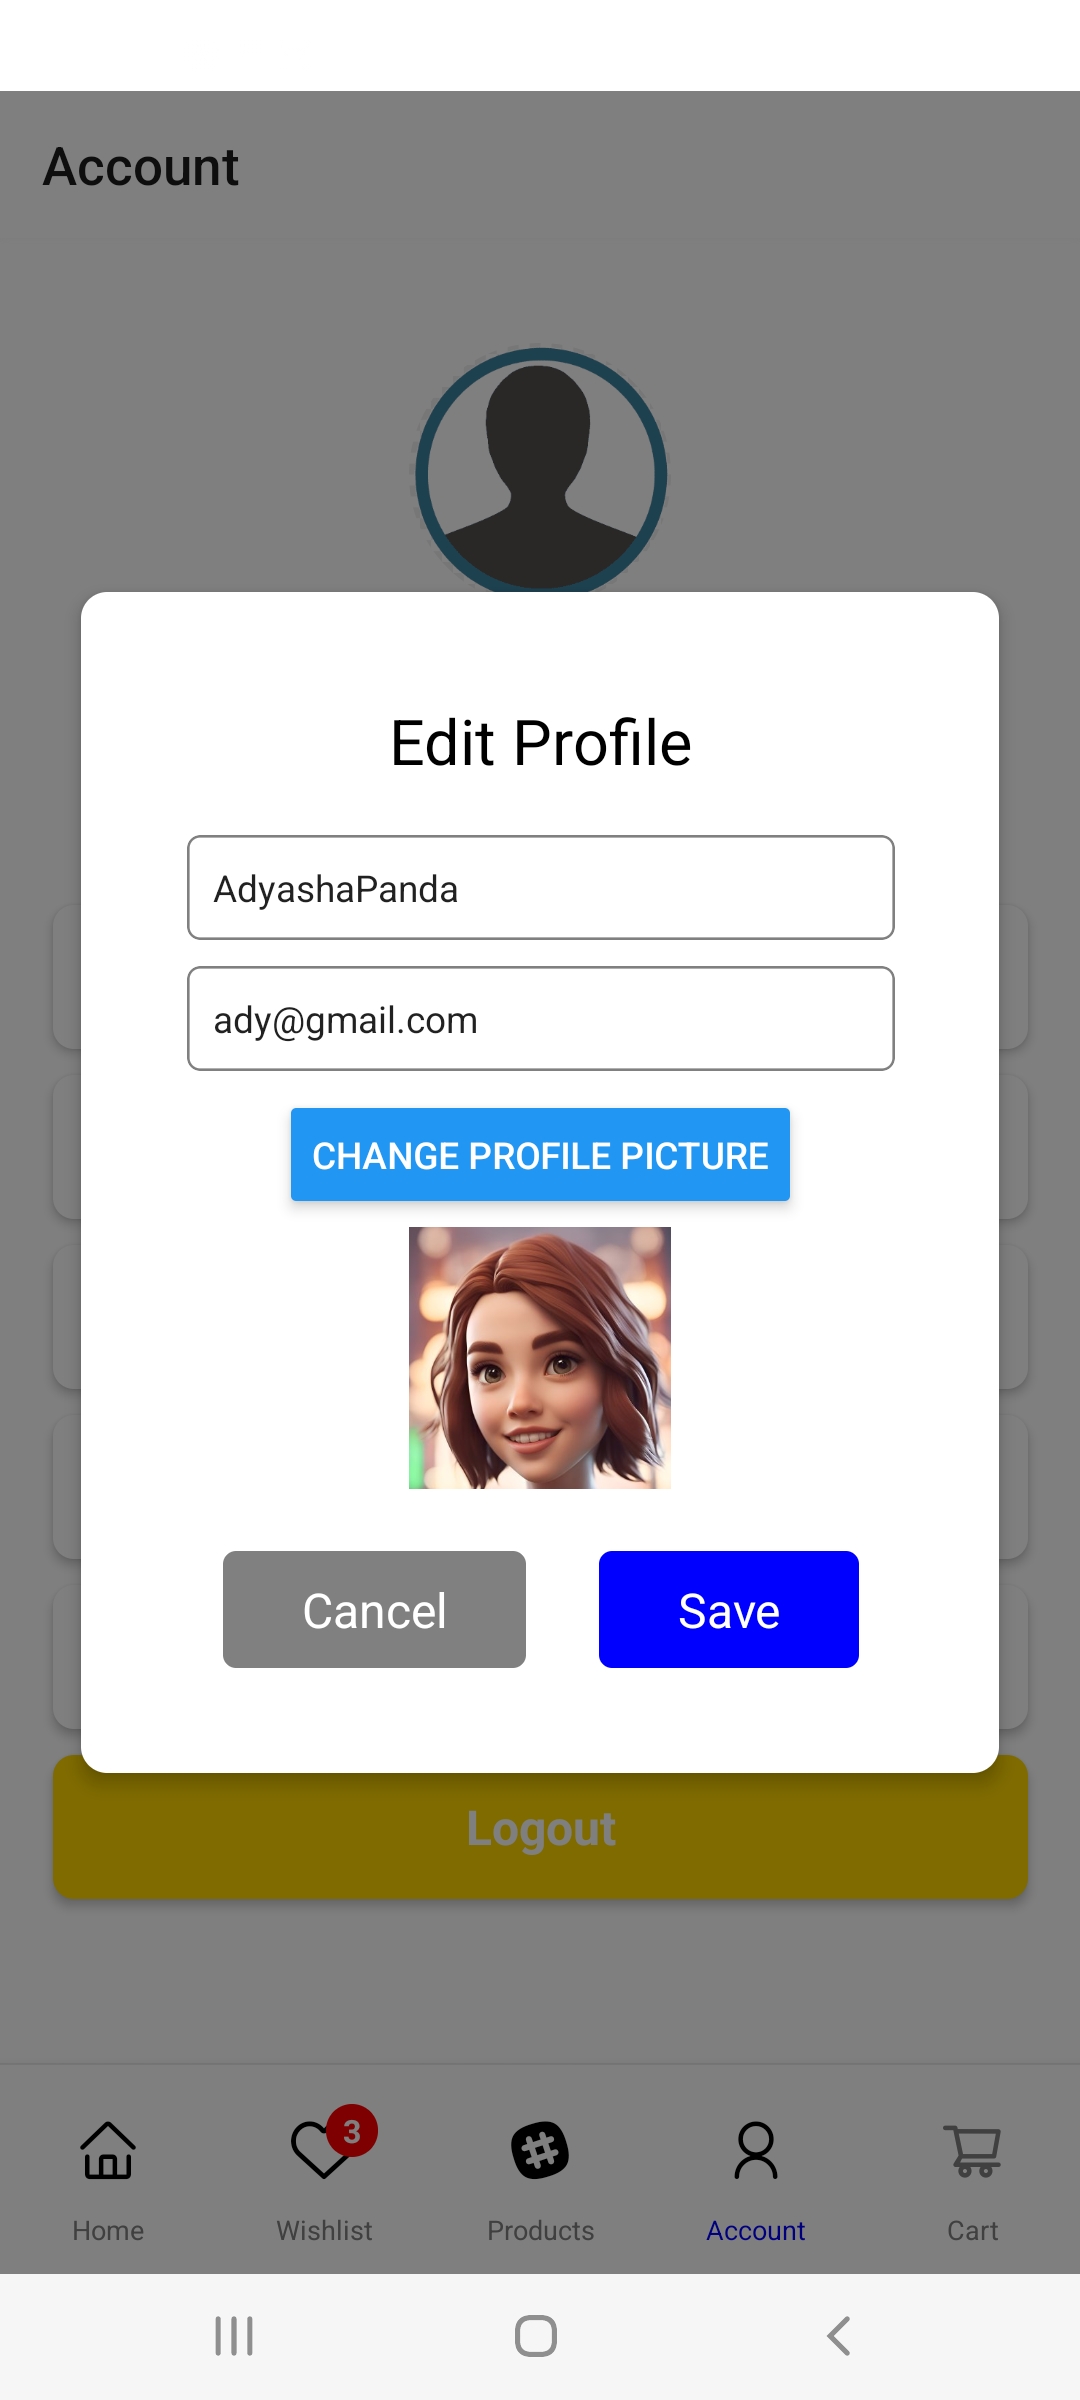 Account
Edit Profile
AdyashaPanda
ady@gmail.com
CHANGE PROFILE PICTURE
Cancel
Save
Logout
3
Home
Wishlist
Products
Account
Cart